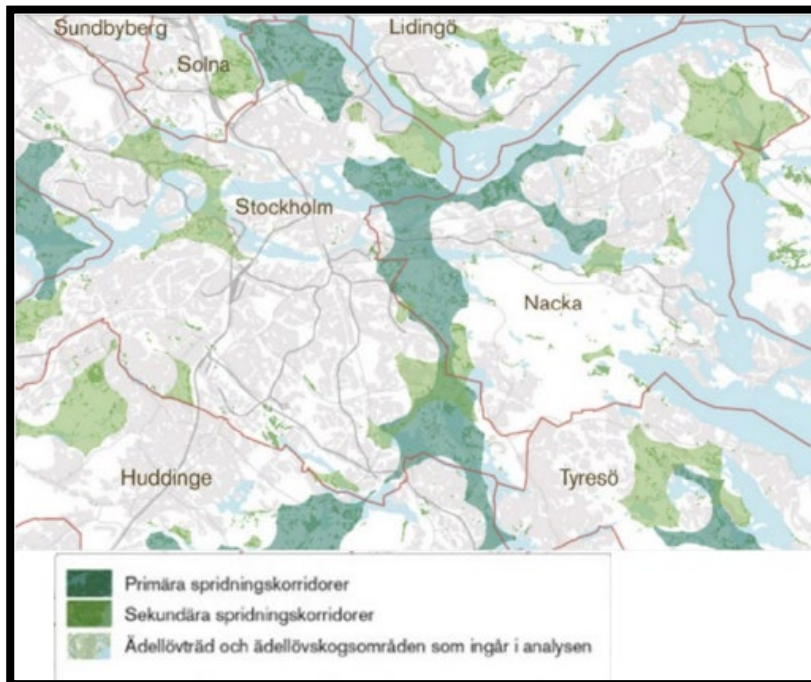 Sundbyberg
Lidingö
Solna
Stockholm
Nacka
Huddinge
Tyresö
Primära spridningskorridorer
Sekundära spridningskorridorer
Ädellövträd och ädellövskogsområden som ingår i analysen